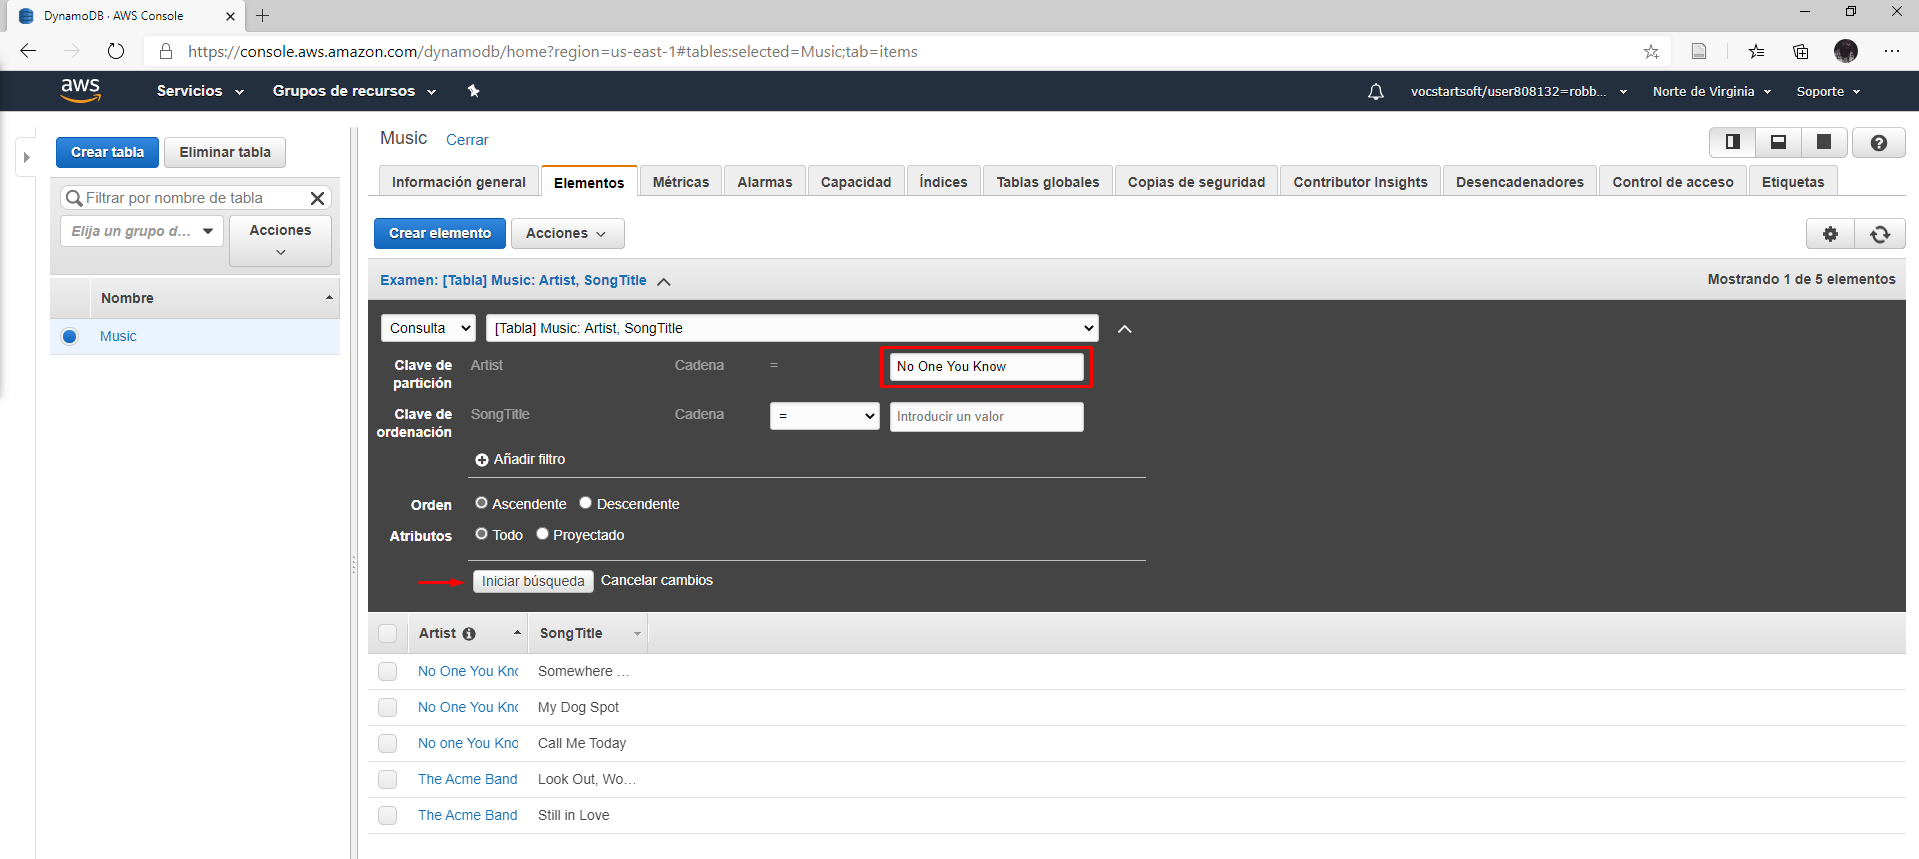 DynamoDB · AWS Console
https://console.aws.amazon.com/dynamodb/home?region=us-east-1#tables:selected=Music;tab=items
aws Servicios Grupos de recursos vocstartsoft/user808132=robb... Norte de Virginia Soporte
Crear tabla Eliminar tabla
Filtrar por nombre de tabla
Elija un grupo d... Acciones
Nombre
Music
Music Cerrar
Información general Elementos Métricas Alarmas Capacidad Índices Tablas globales Copias de seguridad Contributor Insights Desencadenadores Control de acceso Etiquetas
Crear elemento Acciones
Examen: [Tabla] Music: Artist, SongTitle Mostrando 1 de 5 elementos
Consulta [Tabla] Music: Artist, SongTitle
Clave de partición Artist Cadena = No One You Know
Clave de ordenación SongTitle Cadena = Introducir un valor
Añadir filtro
Orden Ascendente Descendente
Atributos Todo Proyectado
Iniciar búsqueda Cancelar cambios
Artist SongTitle
No One You Kno Somewhere ...
No One You Kno My Dog Spot
No one You Kno Call Me Today
The Acme Band Look Out, Wo...
The Acme Band Still in Love